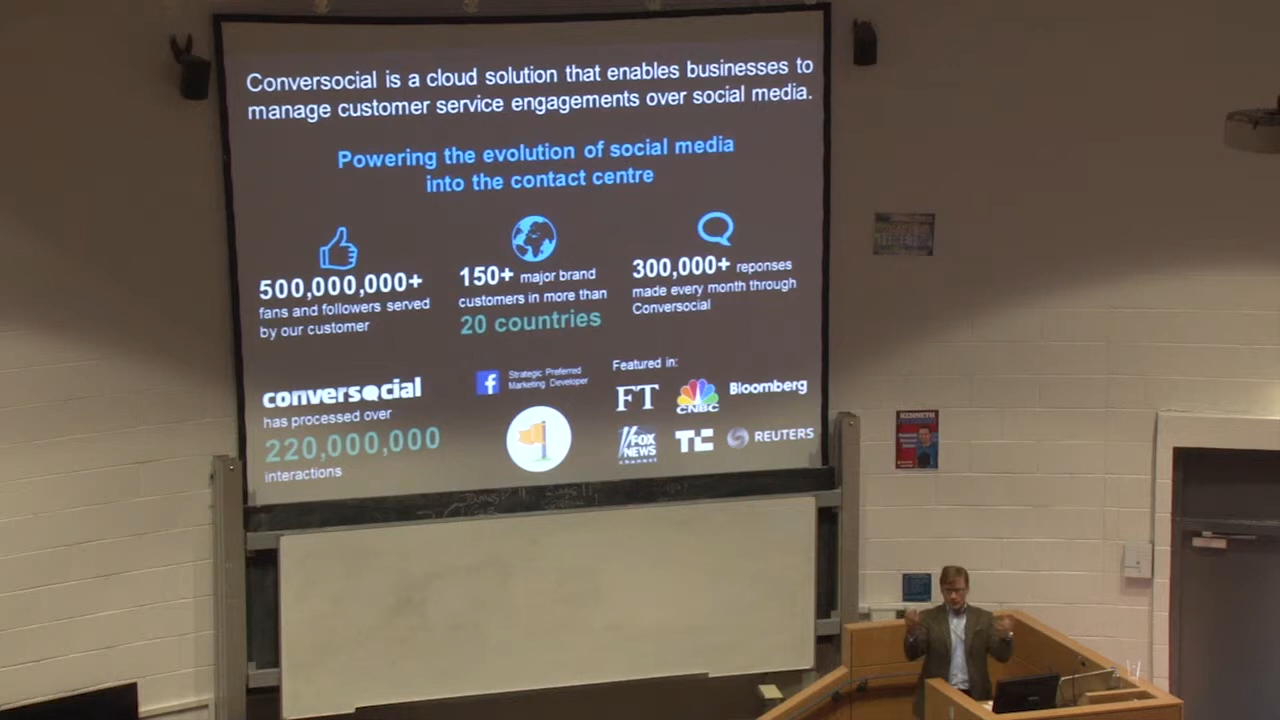 Conversocial is a cloud solution that enables businesses to
manage customer service engagements over social media.
Powering the evolution of social media
into the contact centre
500,000,000+
fans and followers served
by our customer
150+ major brand
customers in more than
20 countries
300,000+ reponses
made every month through
Conversocial
conversocial
has processed over
220,000,000
interactions
Strategic Preferred
Marketing Developer
Featured in:
FT
CNBC
Bloomberg
FOX
NEWS
channel
TC
REUTERS
KENNETH